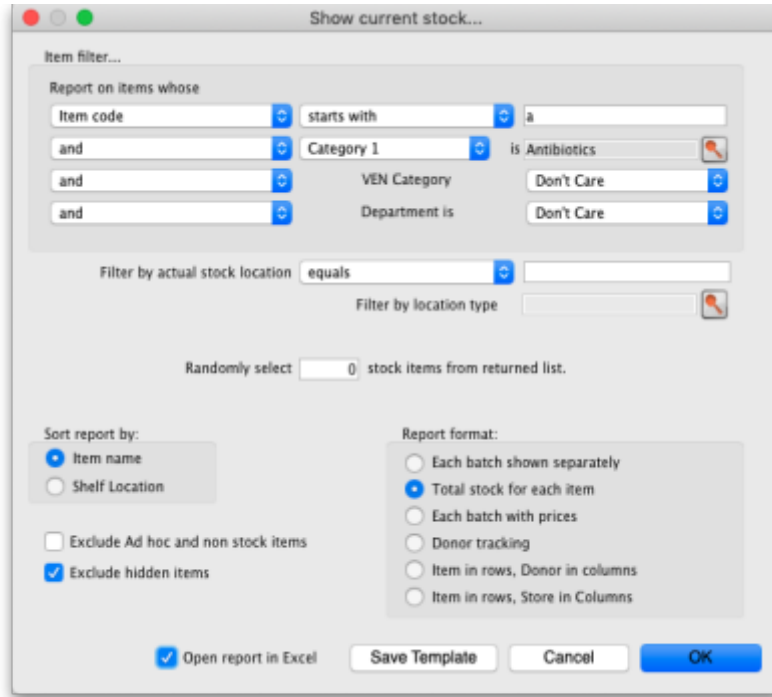 Show current stock...
Item filter...
Report on items whose
Item code starts with a
and Category 1 is Antibiotics
and VEN Category Don't Care
and Department is Don't Care
Filter by actual stock location equals
Filter by location type
Randomly select 0 stock items from returned list.
Sort report by:
Item name
Shelf Location
Exclude Ad hoc and non stock items
Exclude hidden items
Report format:
Each batch shown separately
Total stock for each item
Each batch with prices
Donor tracking
Item in rows, Donor in columns
Item in rows, Store in Columns
Open report in Excel Save Template Cancel OK